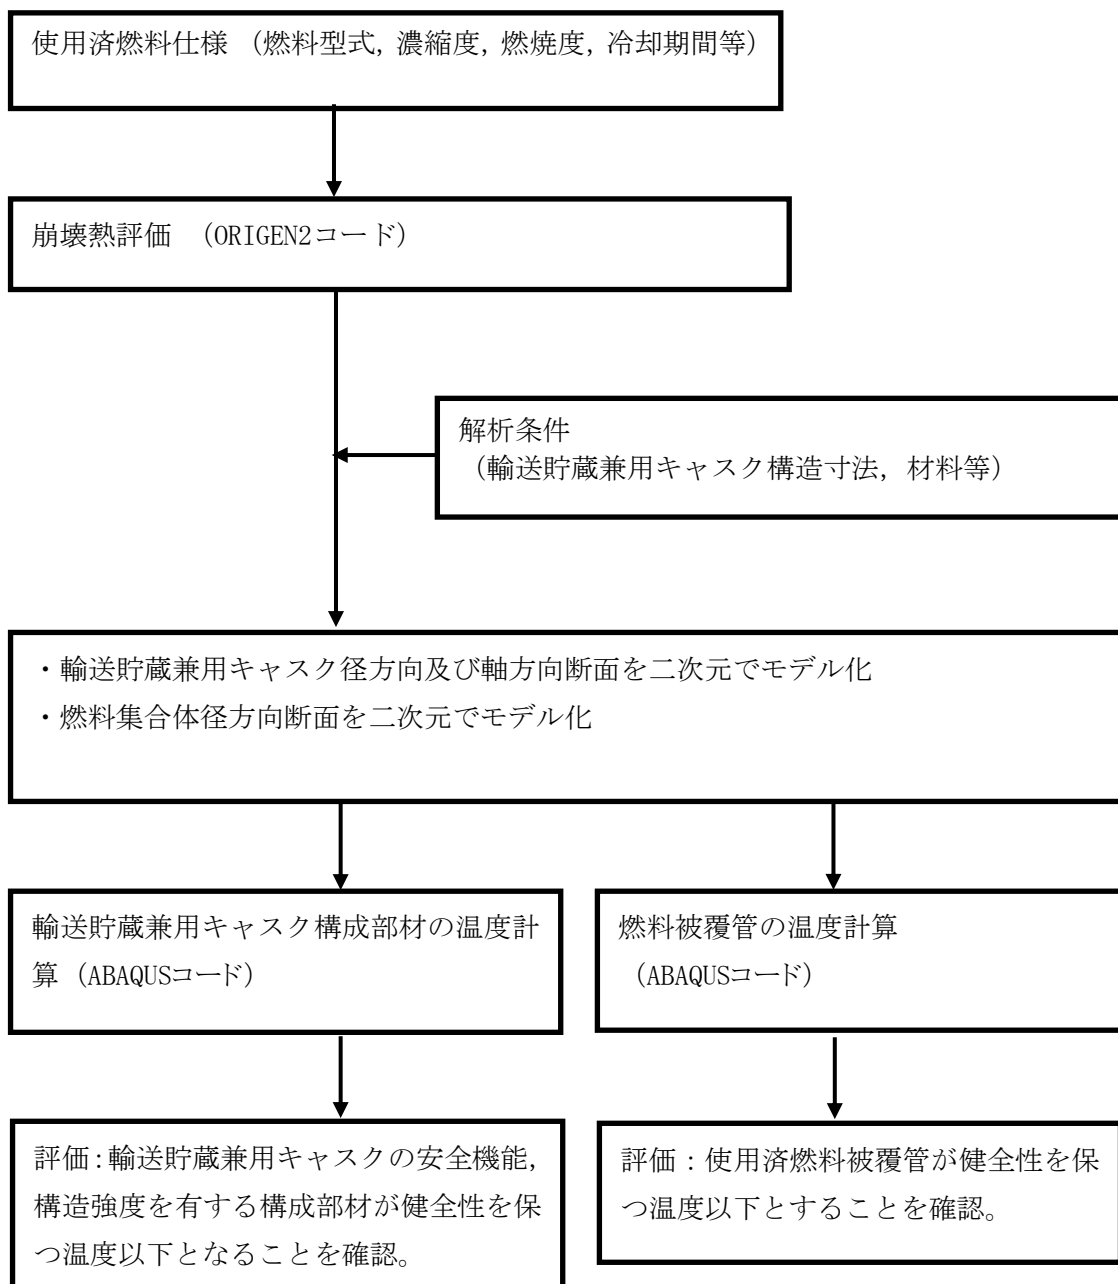 使用済燃料仕様 （燃料型式，濃縮度，燃焼度，冷却期間等）
崩壊熱評価 （ORIGEN2コード）
解析条件
（輸送貯蔵兼用キャスク構造寸法，材料等）
・輸送貯蔵兼用キャスク径方向及び軸方向断面を二次元でモデル化
・燃料集合体径方向断面を二次元でモデル化
輸送貯蔵兼用キャスク構成部材の温度計
算（ABAQUSコード）
燃料被覆管の温度計算
（ABAQUSコード）
評価：輸送貯蔵兼用キャスクの安全機能，
構造強度を有する構成部材が健全性を保
つ温度以下となることを確認。
評価：使用済燃料被覆管が健全性を保
つ温度以下とすることを確認。